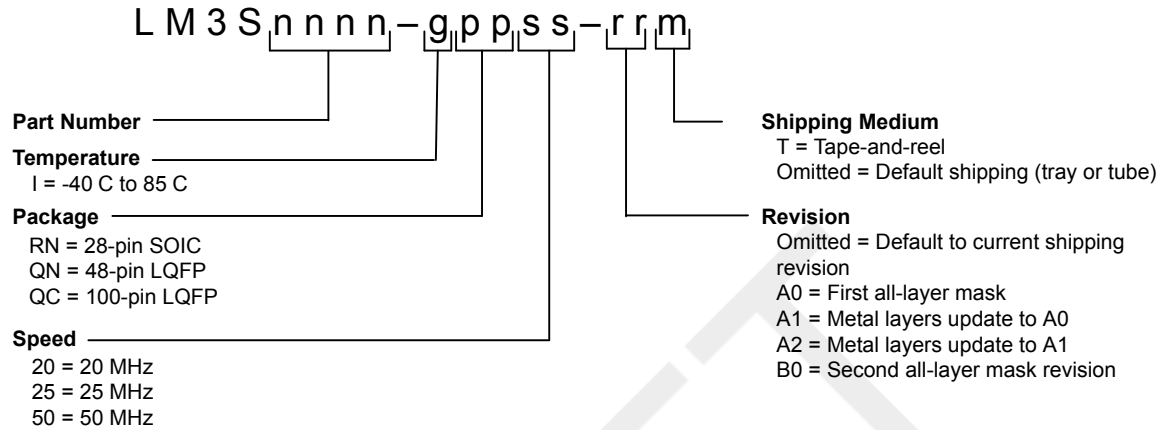 LM3Snnnn–gppss–rrm
Part Number
Temperature
I = -40 C to 85 C
Package
RN = 28-pin SOIC
QN = 48-pin LQFP
QC = 100-pin LQFP
Speed
20 = 20 MHz
25 = 25 MHz
50 = 50 MHz
Shipping Medium
T = Tape-and-reel
Omitted = Default shipping (tray or tube)
Revision
Omitted = Default to current shipping
revision
A0 = First all-layer mask
A1 = Metal layers update to A0
A2 = Metal layers update to A1
B0 = Second all-layer mask revision